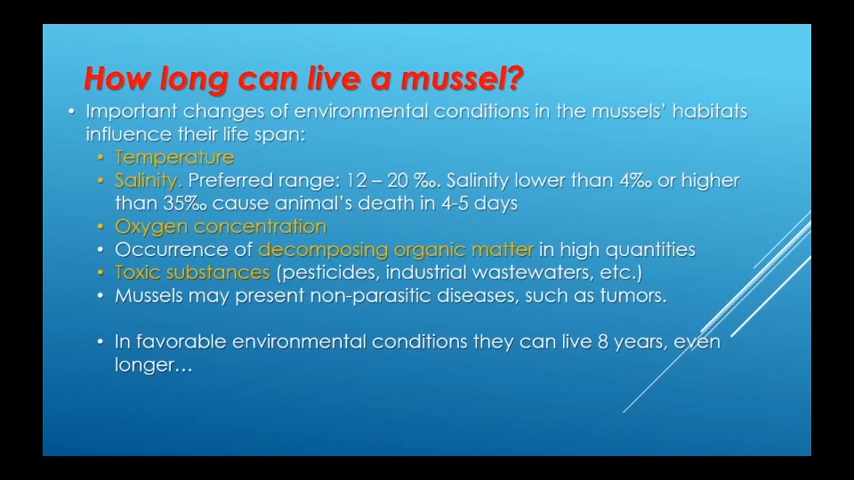 How long can live a mussel?
• Important changes of environmental conditions in the mussels' habitats
influence their life span:
• Temperature
• Salinity. Preferred range: 12 – 20 ‰. Salinity lower than 4‰ or higher
than 35‰ cause animal's death in 4-5 days
• Oxygen concentration
• Occurrence of decomposing organic matter in high quantities
• Toxic substances (pesticides, industrial wastewaters, etc.)
• Mussels may present non-parasitic diseases, such as tumors.
• In favorable environmental conditions they can live 8 years, even
longer…